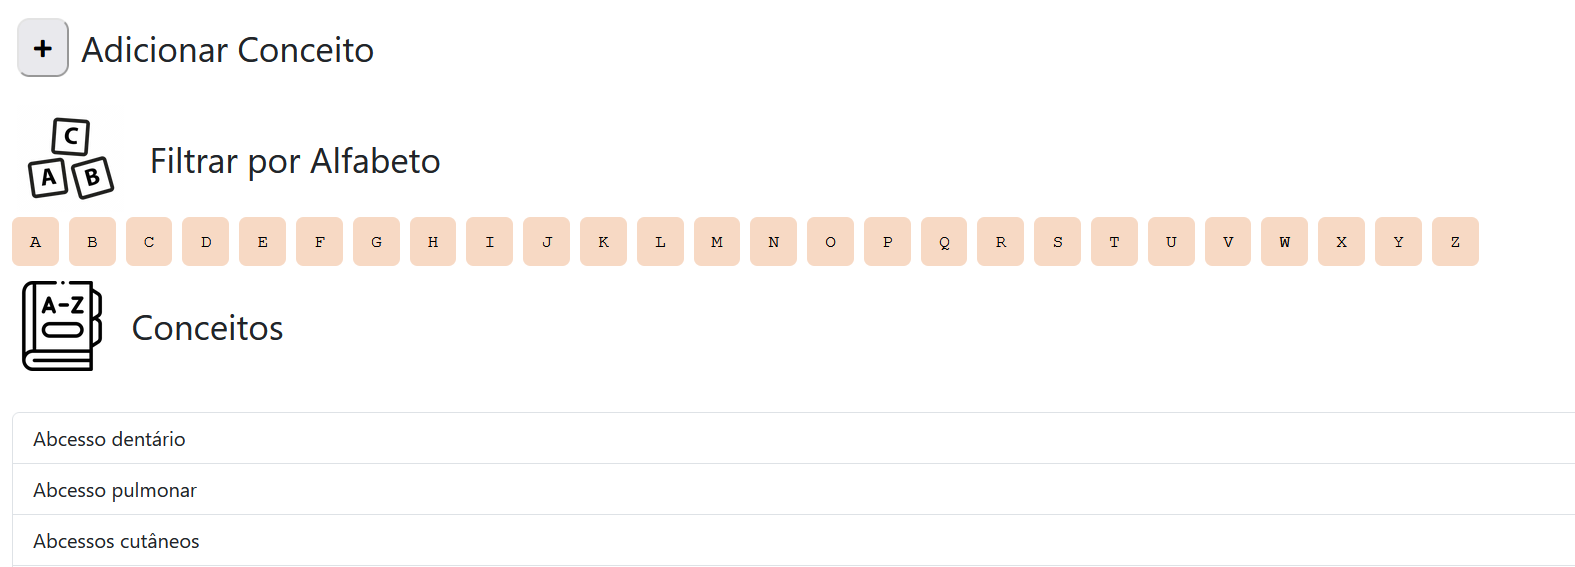 + Adicionar Conceito
C
A B
Filtrar por Alfabeto
A B C D E F G H I J K L M N O P Q R S T U V W X Y Z
A-Z
Conceitos
Abcesso dentário
Abcesso pulmonar
Abcessos cutâneos